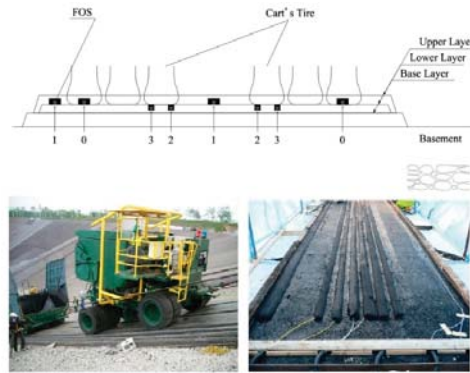 FOS
Cart's Tire
Upper Laye
Lower Layer
Base Layer
1 0 3 2 1 2 3 0
Basement